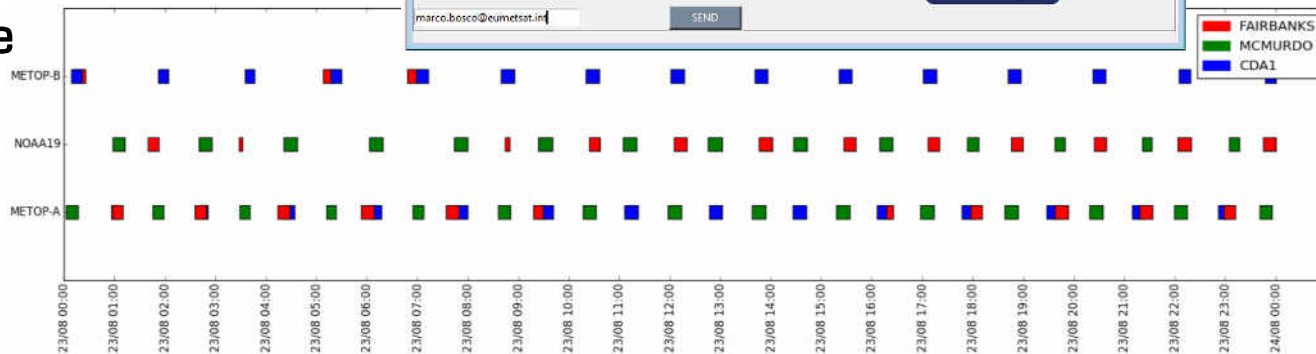 e
marco.bosco@eumetsat.int
SEND
FAIRBANKS
MCMURDO
CDA1
METOP-B
NOAA19
METOP-A
23/08 00:00
23/08 01:00
23/08 02:00
23/08 03:00
23/08 04:00
23/08 05:00
23/08 06:00
23/08 07:00
23/08 08:00
23/08 09:00
23/08 10:00
23/08 11:00
23/08 12:00
23/08 13:00
23/08 14:00
23/08 15:00
23/08 16:00
23/08 17:00
23/08 18:00
23/08 19:00
23/08 20:00
23/08 21:00
23/08 22:00
23/08 23:00
24/08 00:00